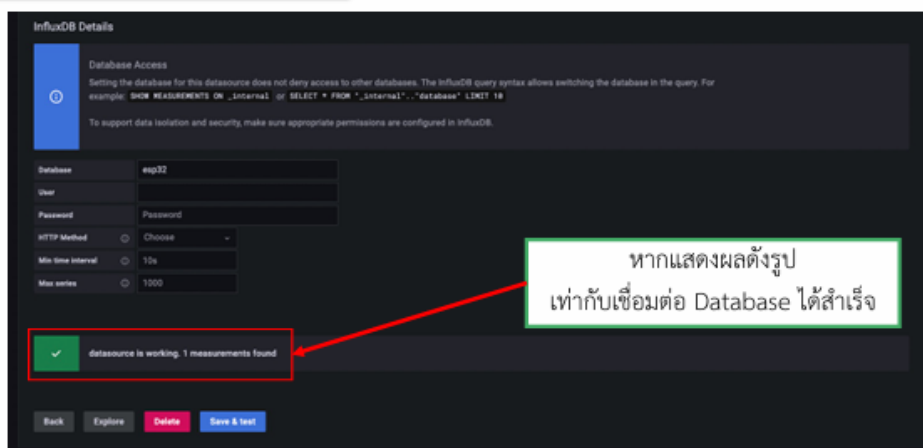 InfluxDB Details
Database Access
Setting the database for this datasource does not deny access to other databases. The InfluxDB query syntax allows switching the database in the query. For
example: SHOW MEASUREMENTS ON _internal or SELECT * FROM "_internal".."database" LIMIT 10
To support data isolation and security, make sure appropriate permissions are configured in InfluxDB.
Database esp32
User
Password Password
HTTP Method Choose
Min time interval 10s
Max series 1000
หากแสดงผลดังรูป
เท่ากับเชื่อมต่อ Database ได้สำเร็จ
datasource is working. 1 measurements found
Back Explore Delete Save & test